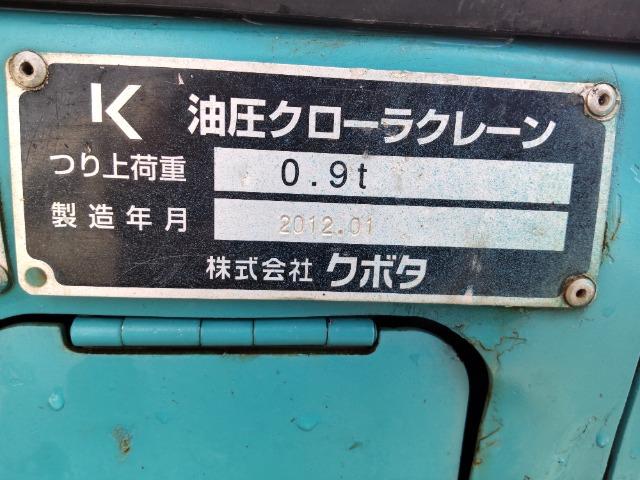 K 油圧クローラクレーン
つり上荷重 0.9t
製造年月 2012.01
株式会社 クボタ